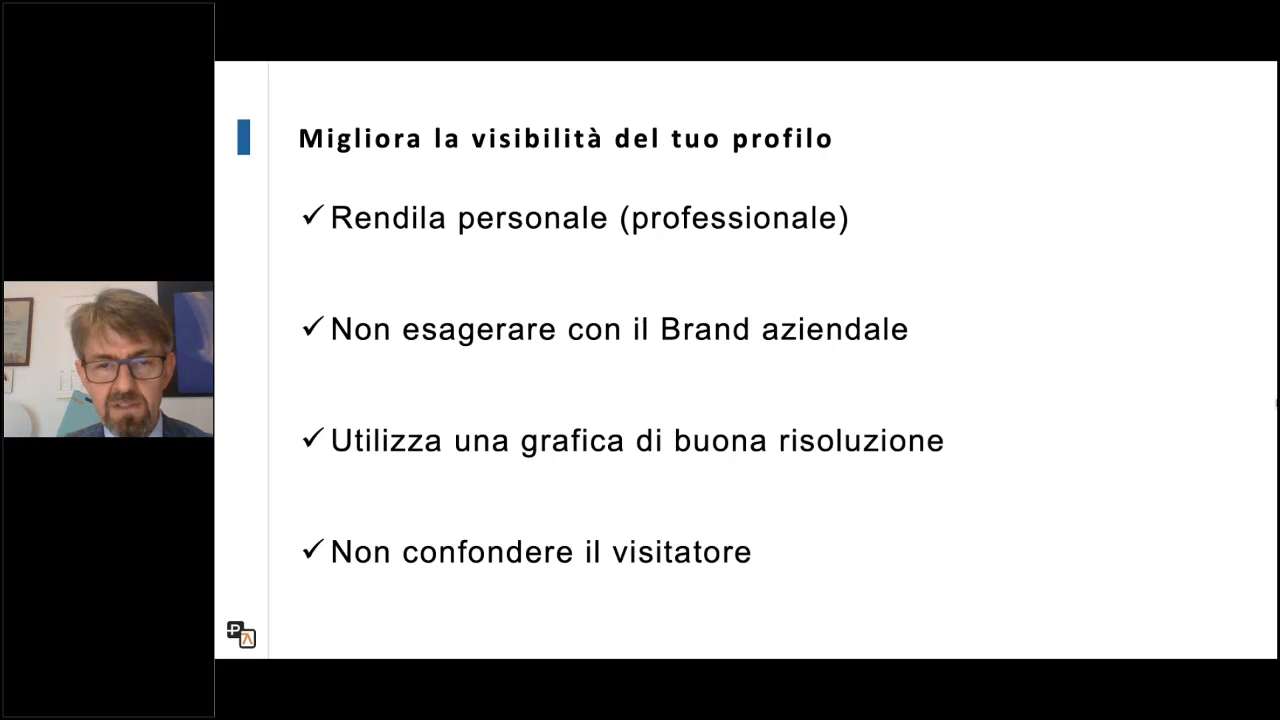 Migliora la visibilità del tuo profilo
✓ Rendila personale (professionale)
✓ Non esagerare con il Brand aziendale
✓ Utilizza una grafica di buona risoluzione
✓ Non confondere il visitatore